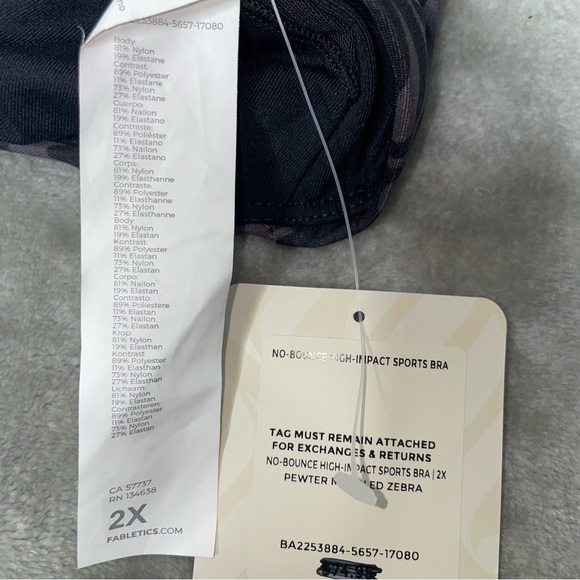 BA2253884-5657-17080
Body:
81% Nylon
19% Elastane
Contrast:
89% Polyester
11% Elastane
73% Nylon
27% Elastane
Cuerpo:
81% Nailon
19% Elastano
Contraste:
89% Poliéster
11% Elastano
73% Nailon
27% Elastano
Corps:
81% Nylon
19% Elasthanne
Contraste:
89% Polyester
11% Elasthanne
73% Nylon
27% Elasthanne
Body:
81% Nylon
19% Elastan
Kontrast:
89% Polyester
11% Elastan
73% Nylon
27% Elastan
Corpo:
81% Nailon
19% Elastan
Contrasto:
89% Poliestere
11% Elastan
73% Nailon
27% Elastan
Krop:
81% Nylon
19% Elasthan
Kontrast:
89% Polyester
11% Elasthan
73% Nylon
27% Elasthan
Lichaam:
81% Nylon
19% Elastan
Contrasteren:
89% Polyester
11% Elastan
73% Nylon
27% Elastan
CA 57737
RN 134638
2X
FABLETICS.COM
NO-BOUNCE HIGH-IMPACT SPORTS BRA
TAG MUST REMAIN ATTACHED
FOR EXCHANGES & RETURNS
NO-BOUNCE HIGH-IMPACT SPORTS BRA | 2X
PEWTER ZEBRA
BA2253884-5657-17080